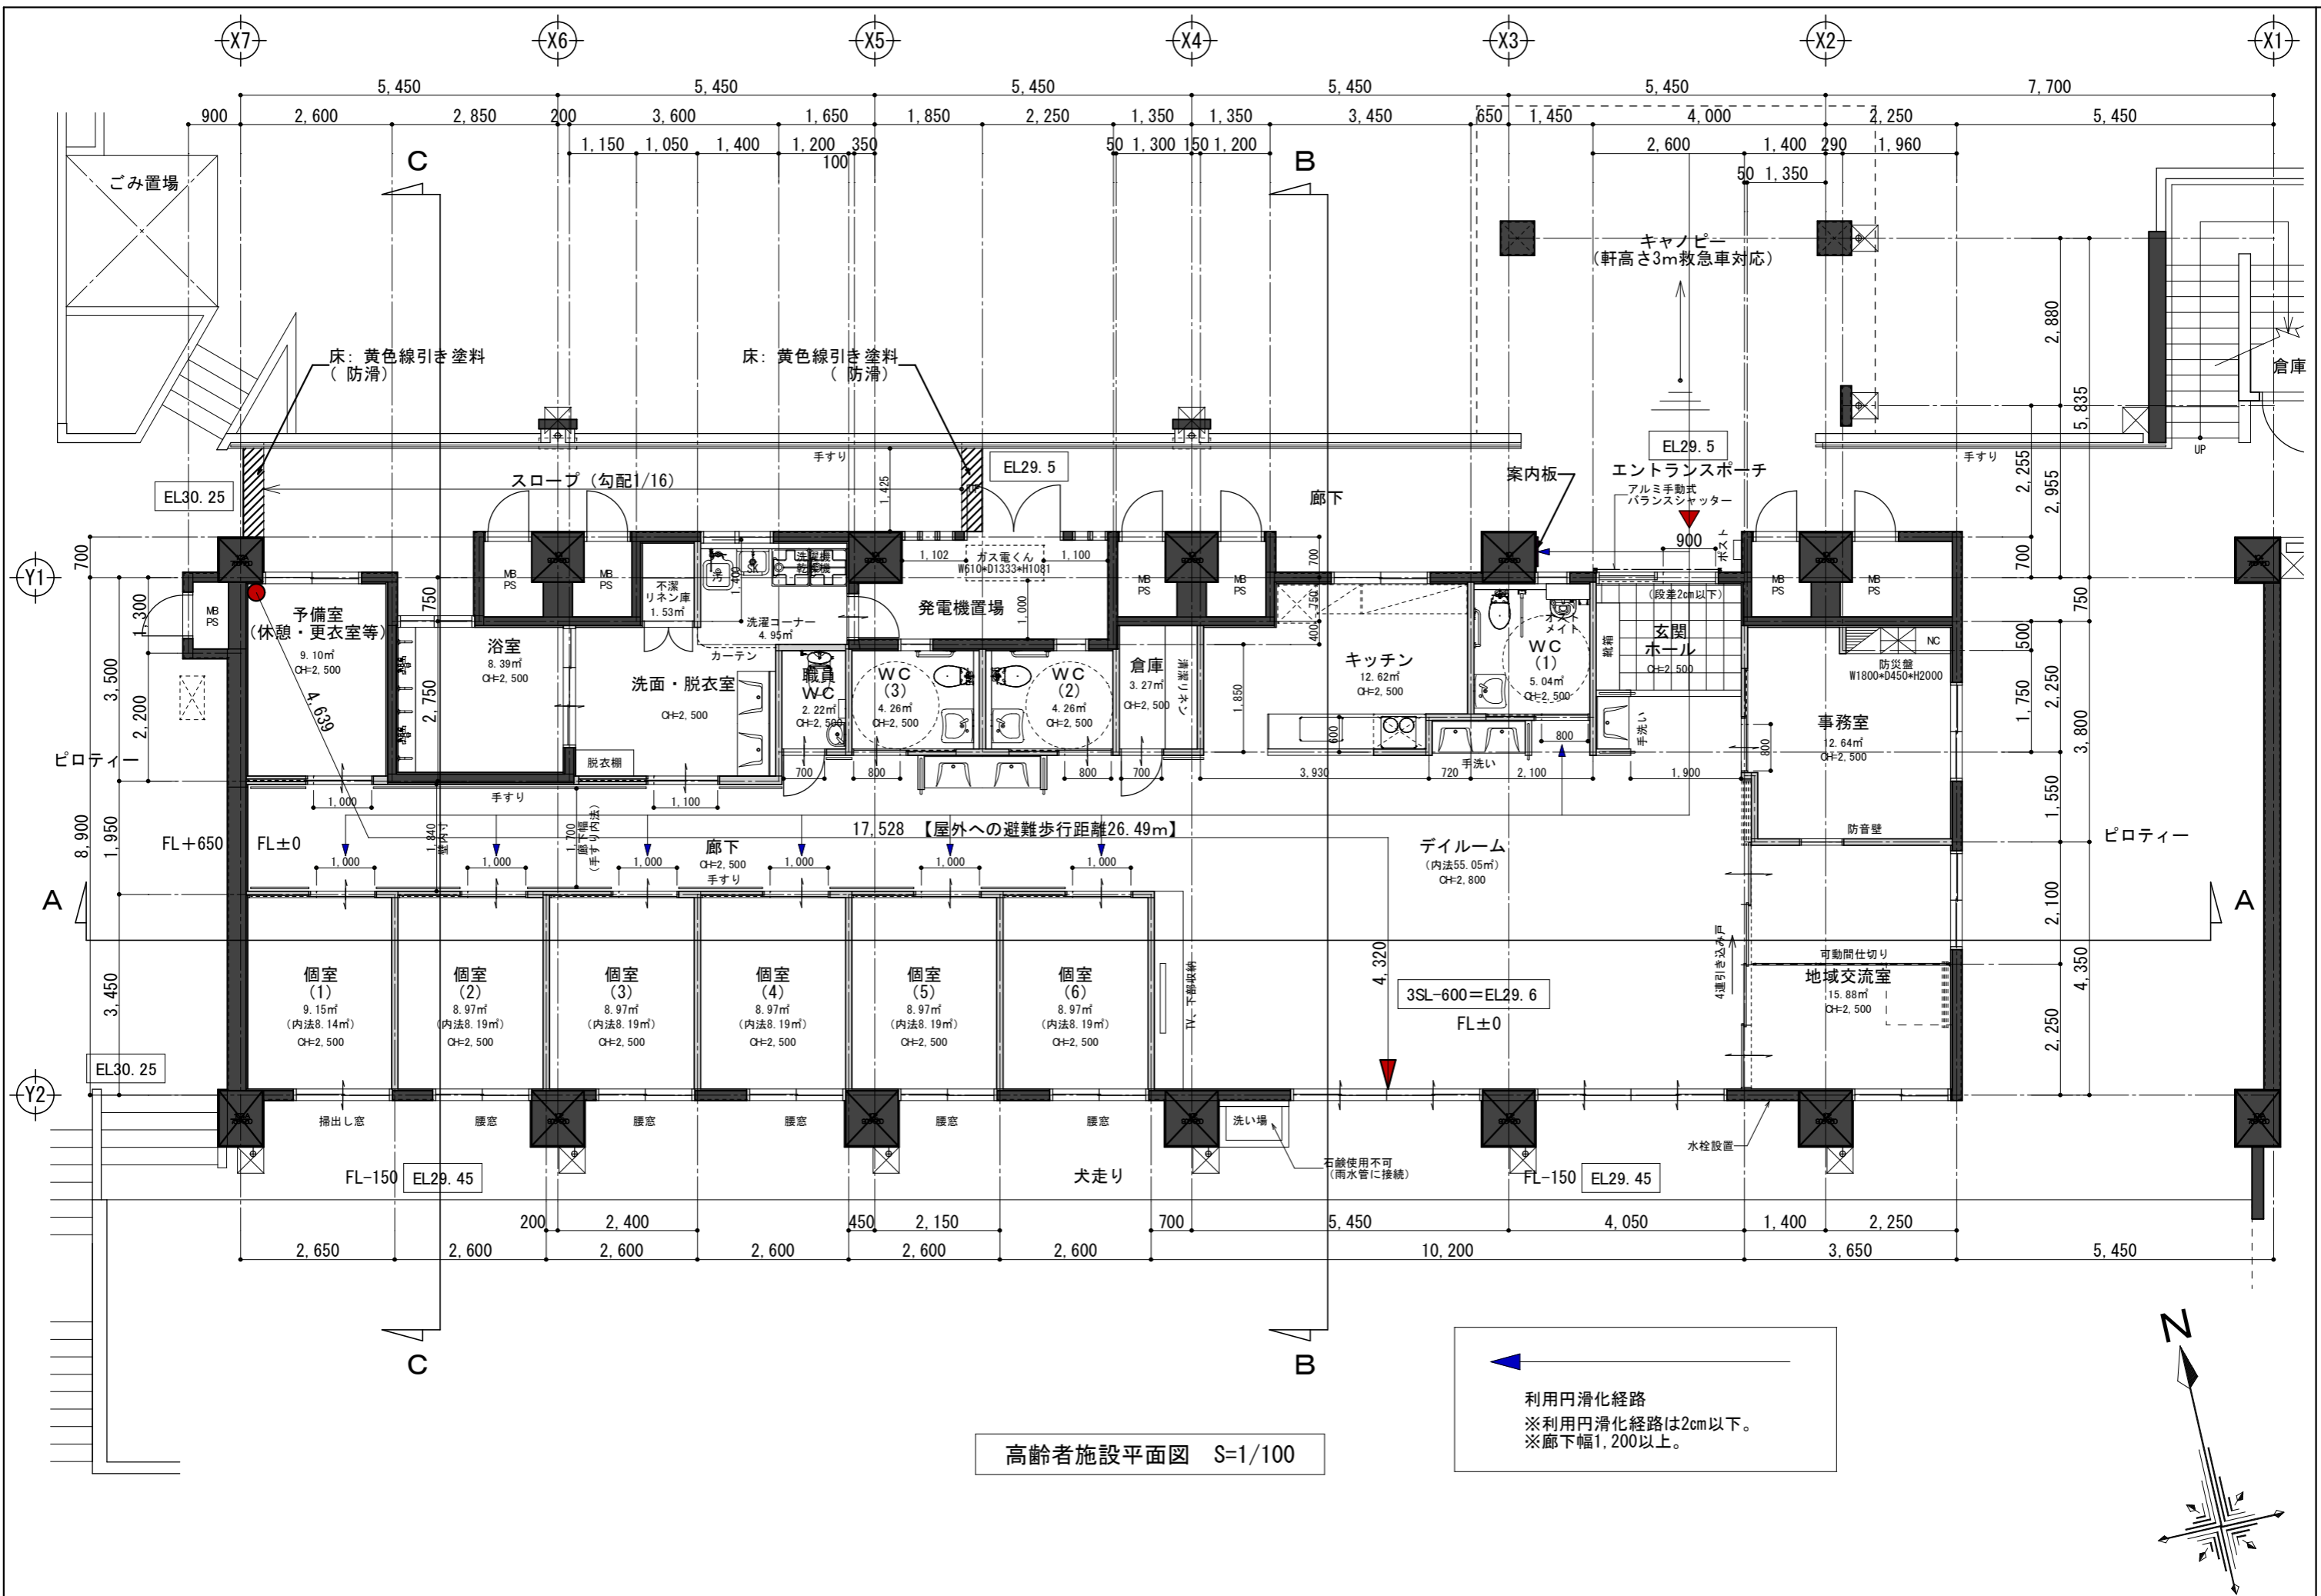 X7 X6 X5 X4 X3 X2 X1
5,450 5,450 5,450 5,450 5,450 7,700
900 2,600 2,850 200 3,600 1,650 1,850 2,250 1,350 1,350 3,450 650 1,450 4,000 2,250 5,450
1,150 1,050 1,400 1,200 350 50 1,300 150 1,200 2,600 1,400 290 1,960
100
50 1,350
C B
ごみ置場
キャノピー
(軒高さ3m救急車対応)
床: 黄色線引き塗料
( 防滑)
床: 黄色線引き塗料
( 防滑)
倉庫
2,880
5,835
手すり
EL29.5
EL29.5
手すり
UP
スロープ (勾配1/16)
EL30.25
1,425
廊下
案内板
エントランスポーチ
アルミ手動式
バランスシャッター
2,255
2,955
900
ポスト
700
Y1
MB
PS
MB
PS
MB
PS
MB
PS
MB
PS
MB
PS
1,300
予備室
(休憩・更衣室等)
9.10㎡
CH=2,500
4,639
750
浴室
8.39㎡
CH=2,500
2,750
不潔
リネン庫
1.53㎡
汚
SK
1,400
洗濯機
乾燥機
洗濯コーナー
4.95㎡
カーテン
1,102
ガス電くん
W610*D1333*H1081
1,100
発電機置場
1,000
700
750
400
(段差2cm以下)
玄関
ホール
CH=2,500
靴箱
オスト
メイト
WC
(1)
5.04㎡
CH=2,500
キッチン
12.62㎡
CH=2,500
600
倉庫
3.27㎡
CH=2,500
清潔リネン
1,850
WC
(2)
4.26㎡
CH=2,500
WC
(3)
4.26㎡
CH=2,500
職員
WC
2.22㎡
CH=2,500
洗面・脱衣室
CH=2,500
脱衣棚
NC
防災盤
W1800*D450*H2000
事務室
12.64㎡
CH=2,500
800
手洗い
防音壁
700
750
500
2,250
1,750
3,800
1,550
3,500
2,200
ピロティー
8,900
1,950
700 800 800 700 3,930 720 手洗い 2,100 800 1,900
1,000 手すり 1,100
1,840
壁内寸
1,700
廊下幅
(手すり内法)
17,528 【屋外への避難歩行距離26.49m】
FL+650 FL±0
廊下
CH=2,500
手すり
1,000 1,000 1,000 1,000 1,000 1,000
デイルーム
(内法55.05㎡)
CH=2,800
ピロティー
A A
3,450
2,100
4,350
2,250
個室
(1)
9.15㎡
(内法8.14㎡)
CH=2,500
個室
(2)
8.97㎡
(内法8.19㎡)
CH=2,500
個室
(3)
8.97㎡
(内法8.19㎡)
CH=2,500
個室
(4)
8.97㎡
(内法8.19㎡)
CH=2,500
個室
(5)
8.97㎡
(内法8.19㎡)
CH=2,500
個室
(6)
8.97㎡
(内法8.19㎡)
CH=2,500
TV、下部収納
4,320
3SL-600=EL29.6
FL±0
4連引き込み戸
可動間仕切り
地域交流室
15.88㎡
CH=2,500
EL30.25
Y2
掃出し窓 腰窓 腰窓 腰窓 腰窓 腰窓
洗い場
石鹸使用不可
(雨水管に接続)
水栓設置
FL-150 EL29.45
犬走り
FL-150 EL29.45
200 2,400 450 2,150 700 5,450 4,050 1,400 2,250
2,650 2,600 2,600 2,600 2,600 2,600 10,200 3,650 5,450
C B
N
利用円滑化経路
※利用円滑化経路は2cm以下。
※廊下幅1,200以上。
高齢者施設平面図 S=1/100